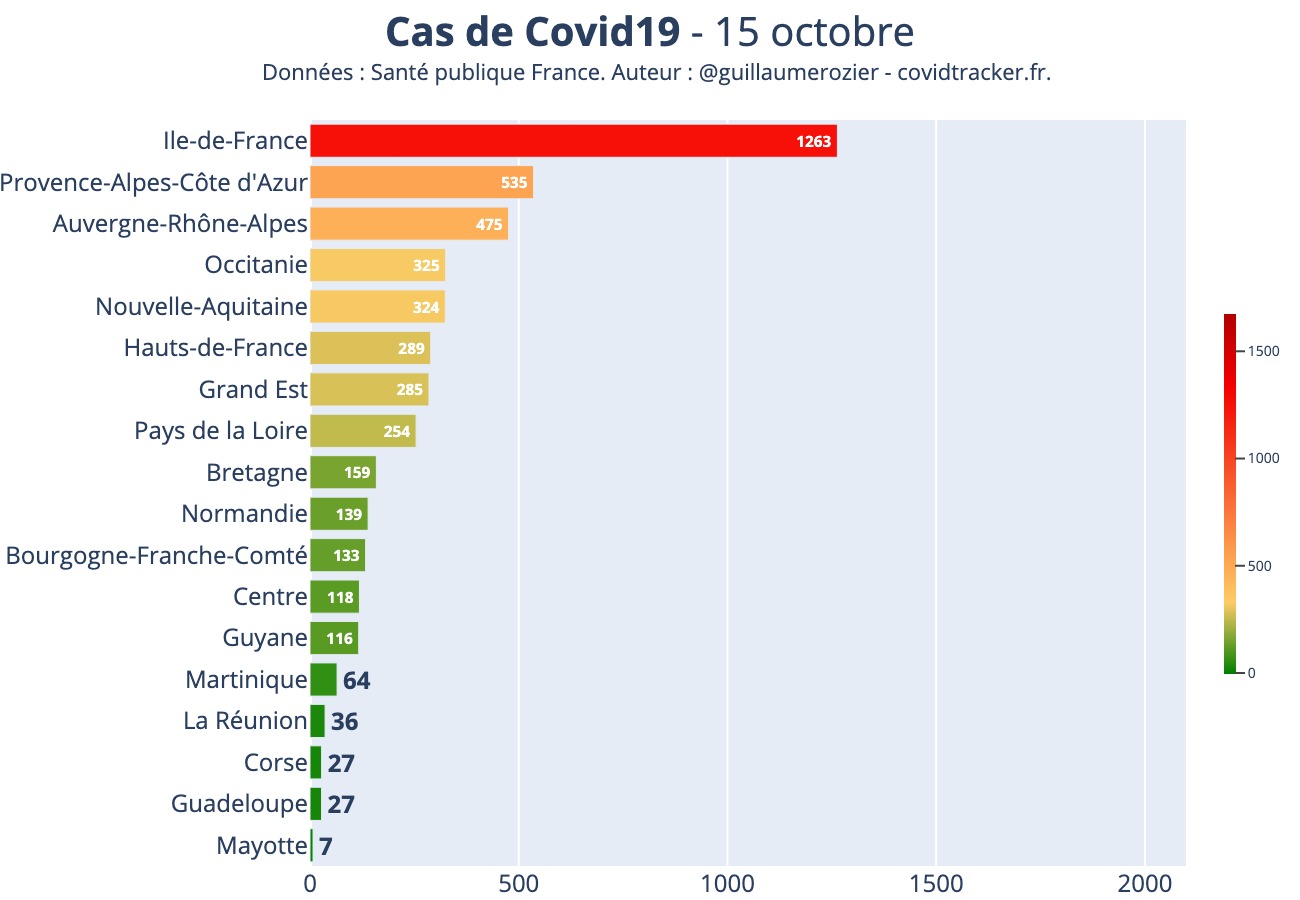 Cas de Covid19 - 15 octobre
Données : Santé publique France. Auteur : @guillaumerozier - covidtracker.fr.
Ile-de-France 1263
Provence-Alpes-Côte d'Azur 535
Auvergne-Rhône-Alpes 475
Occitanie 325
Nouvelle-Aquitaine 324
Hauts-de-France 289
Grand Est 285
Pays de la Loire 254
Bretagne 159
Normandie 139
Bourgogne-Franche-Comté 133
Centre 118
Guyane 116
Martinique 64
La Réunion 36
Corse 27
Guadeloupe 27
Mayotte 7
0 500 1000 1500 2000
1500
1000
500
0